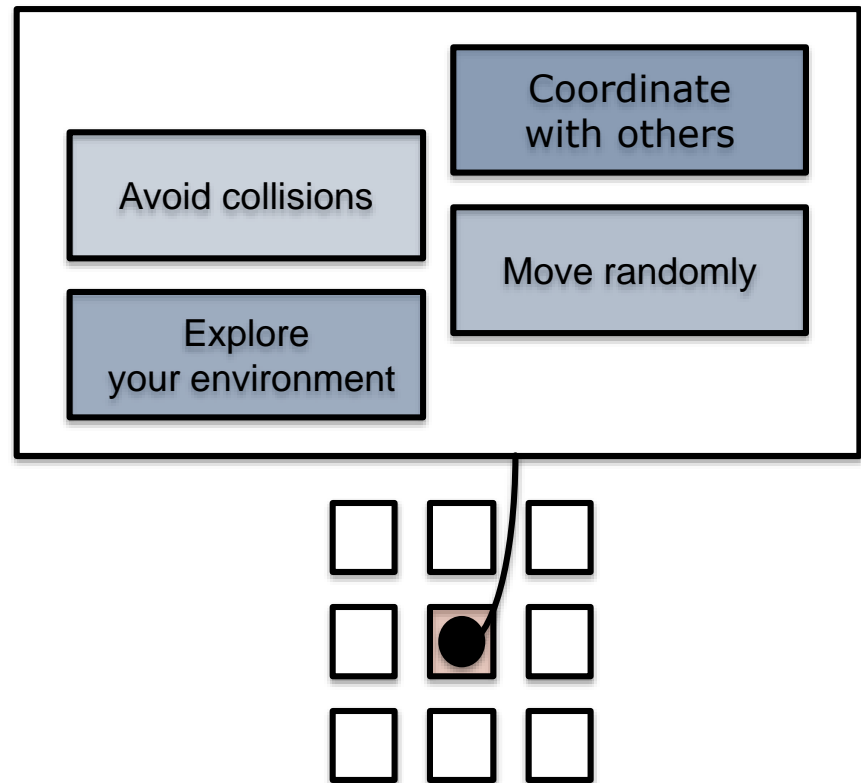 Coordinate
with others
Avoid collisions
Move randomly
Explore
your environment